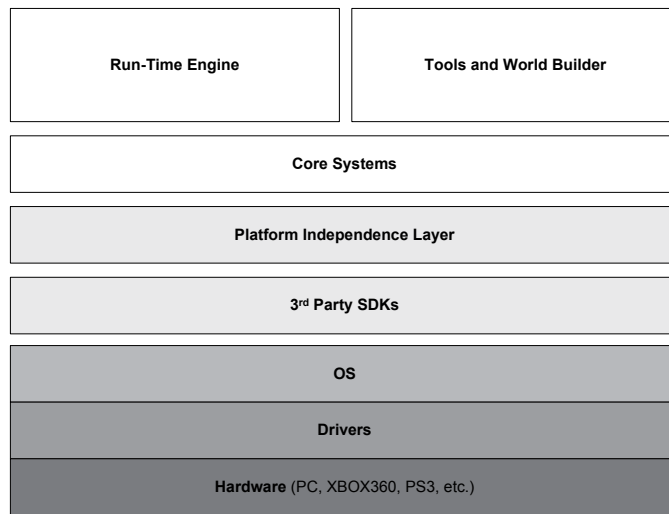 Run-Time Engine
Tools and World Builder
Core Systems
Platform Independence Layer
3rd Party SDKs
OS
Drivers
Hardware (PC, XBOX360, PS3, etc.)